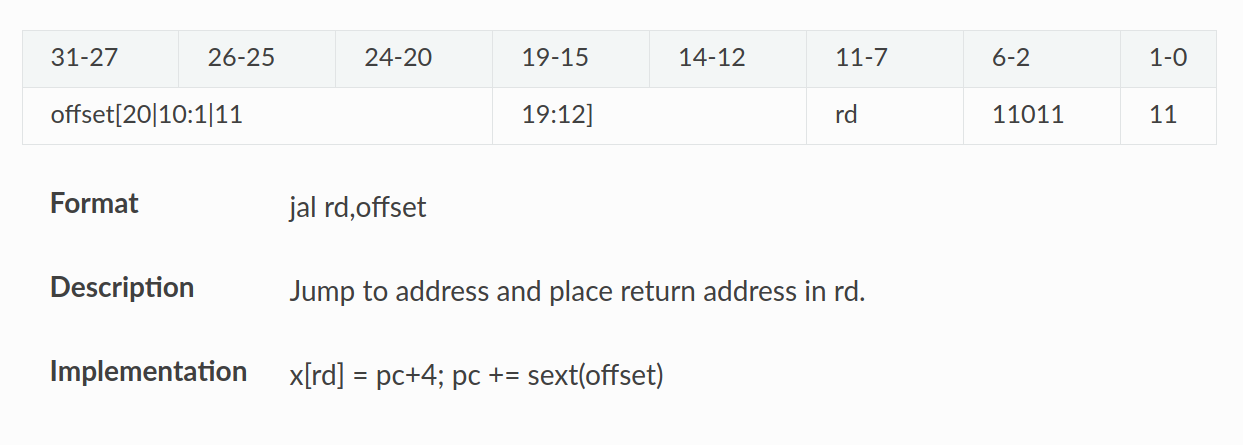 31-27 26-25 24-20 19-15 14-12 11-7 6-2 1-0
offset[20|10:1|11 19:12] rd 11011 11
Format jal rd,offset
Description Jump to address and place return address in rd.
Implementation x[rd] = pc+4; pc += sext(offset)